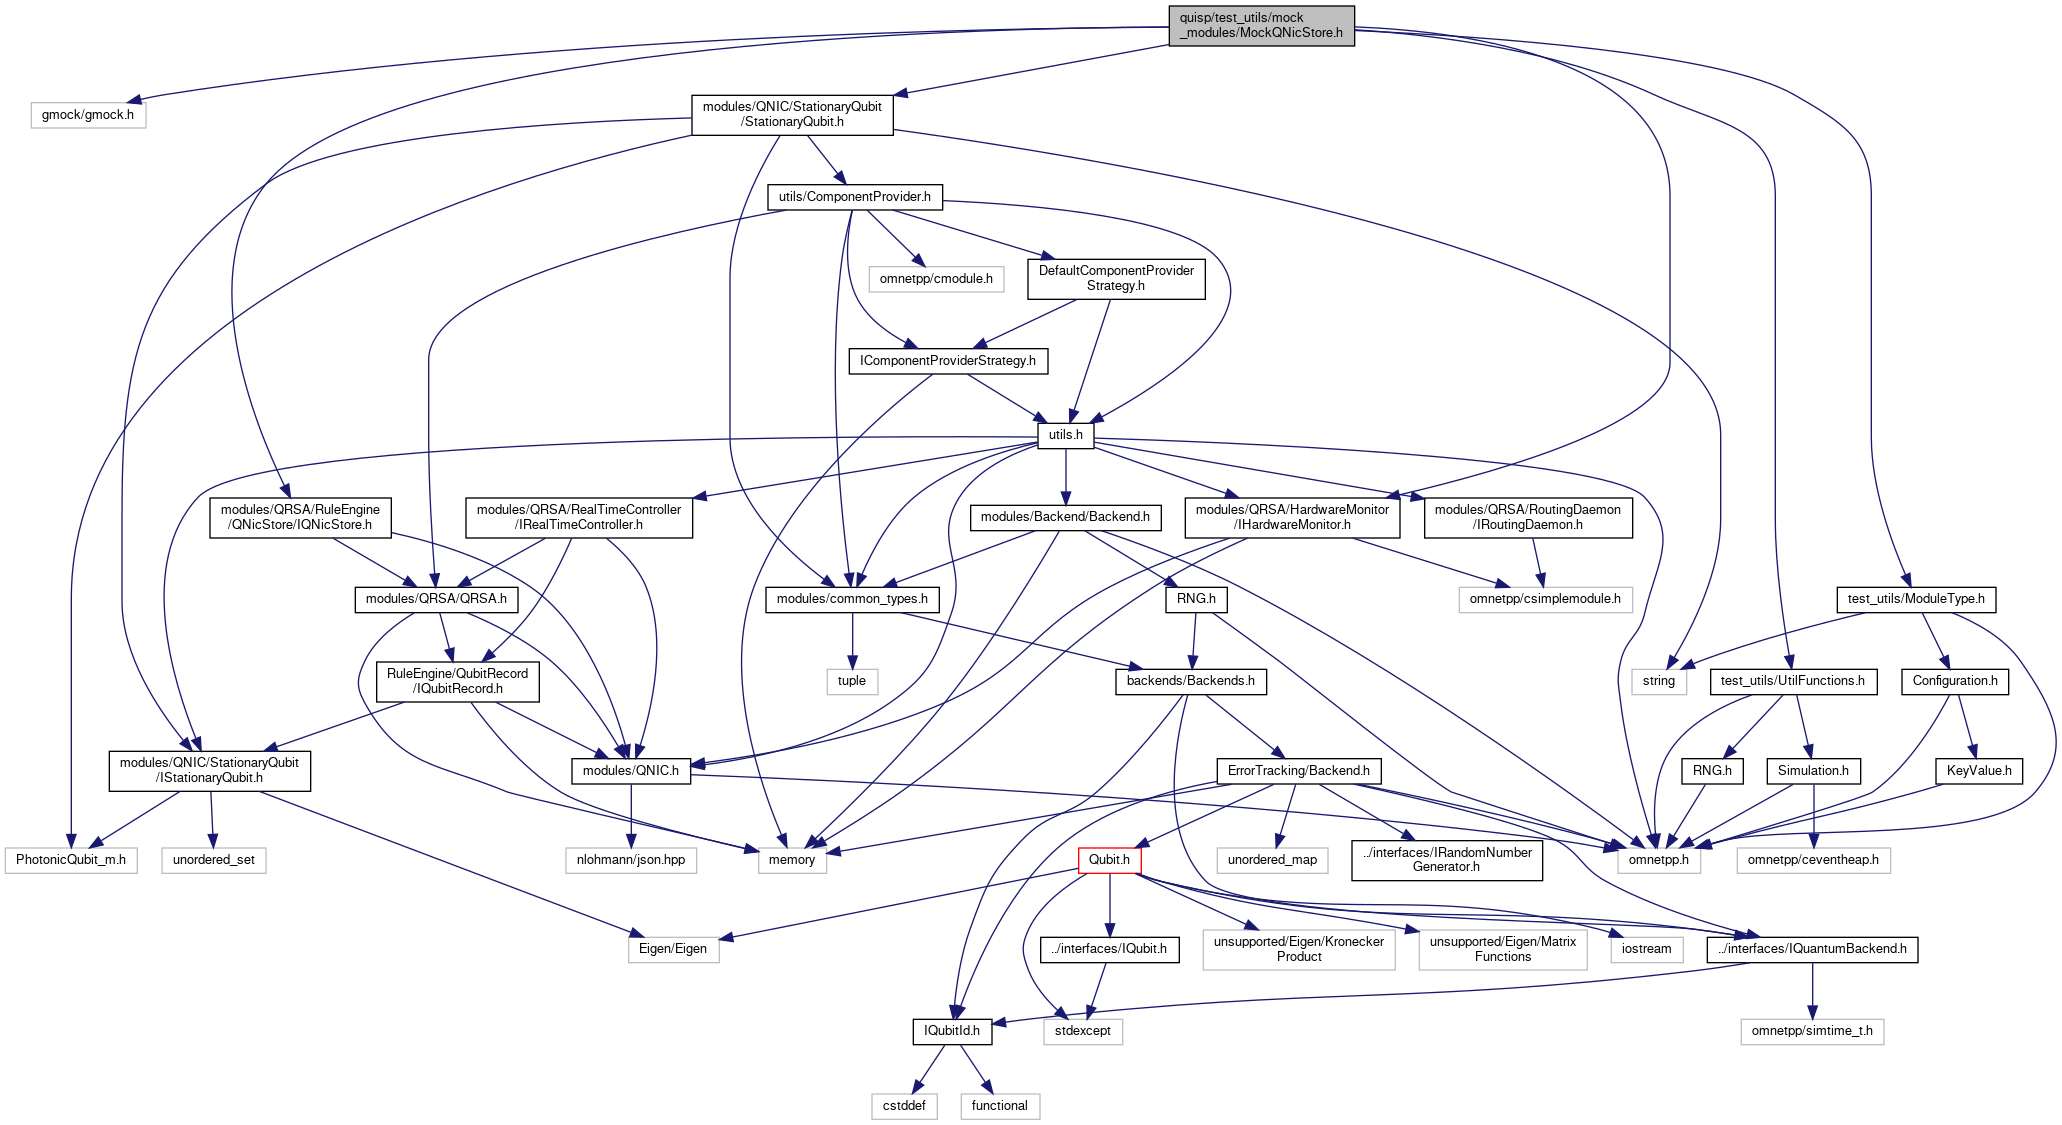 quisp/test_utils/mock
_modules/MockQNicStore.h
gmock/gmock.h
modules/QNIC/StationaryQubit
/StationaryQubit.h
utils/ComponentProvider.h
omnetpp/cmodule.h
DefaultComponentProvider
Strategy.h
IComponentProviderStrategy.h
utils.h
modules/QRSA/RuleEngine
/QNicStore/IQNicStore.h
modules/QRSA/RealTimeController
/IRealTimeController.h
modules/Backend/Backend.h
modules/QRSA/HardwareMonitor
/IHardwareMonitor.h
modules/QRSA/RoutingDaemon
/IRoutingDaemon.h
modules/QRSA/QRSA.h
modules/common_types.h
RNG.h
omnetpp/csimplemodule.h
test_utils/ModuleType.h
RuleEngine/QubitRecord
/IQubitRecord.h
tuple
backends/Backends.h
string
test_utils/UtilFunctions.h
Configuration.h
modules/QNIC/StationaryQubit
/IStationaryQubit.h
modules/QNIC.h
ErrorTracking/Backend.h
RNG.h
Simulation.h
KeyValue.h
PhotonicQubit_m.h
unordered_set
nlohmann/json.hpp
memory
Qubit.h
unordered_map
../interfaces/IRandomNumber
Generator.h
omnetpp.h
omnetpp/ceventheap.h
Eigen/Eigen
../interfaces/IQubit.h
unsupported/Eigen/Kronecker
Product
unsupported/Eigen/Matrix
Functions
iostream
../interfaces/IQuantumBackend.h
IQubitId.h
stdexcept
omnetpp/simtime_t.h
cstddef
functional